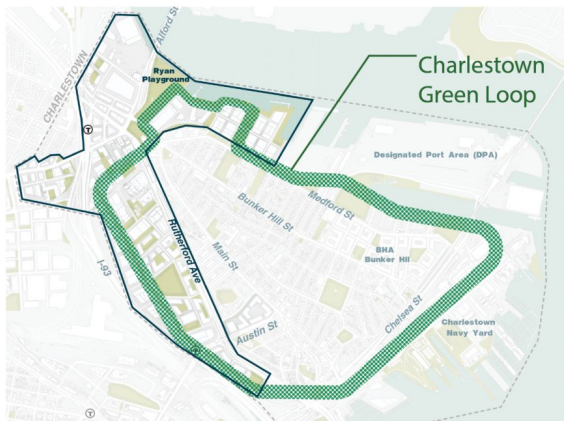 Alford St
CHARLESTOWN
Ryan
Playground
Charlestown
Green Loop
T
Designated Port Area (DPA)
Medford St
Bunker Hill St
Rutherford Ave
Main St
BHA
Bunker Hll
I-93
Chelsea St
Austin St
Charlestown
Navy Yard
T
T